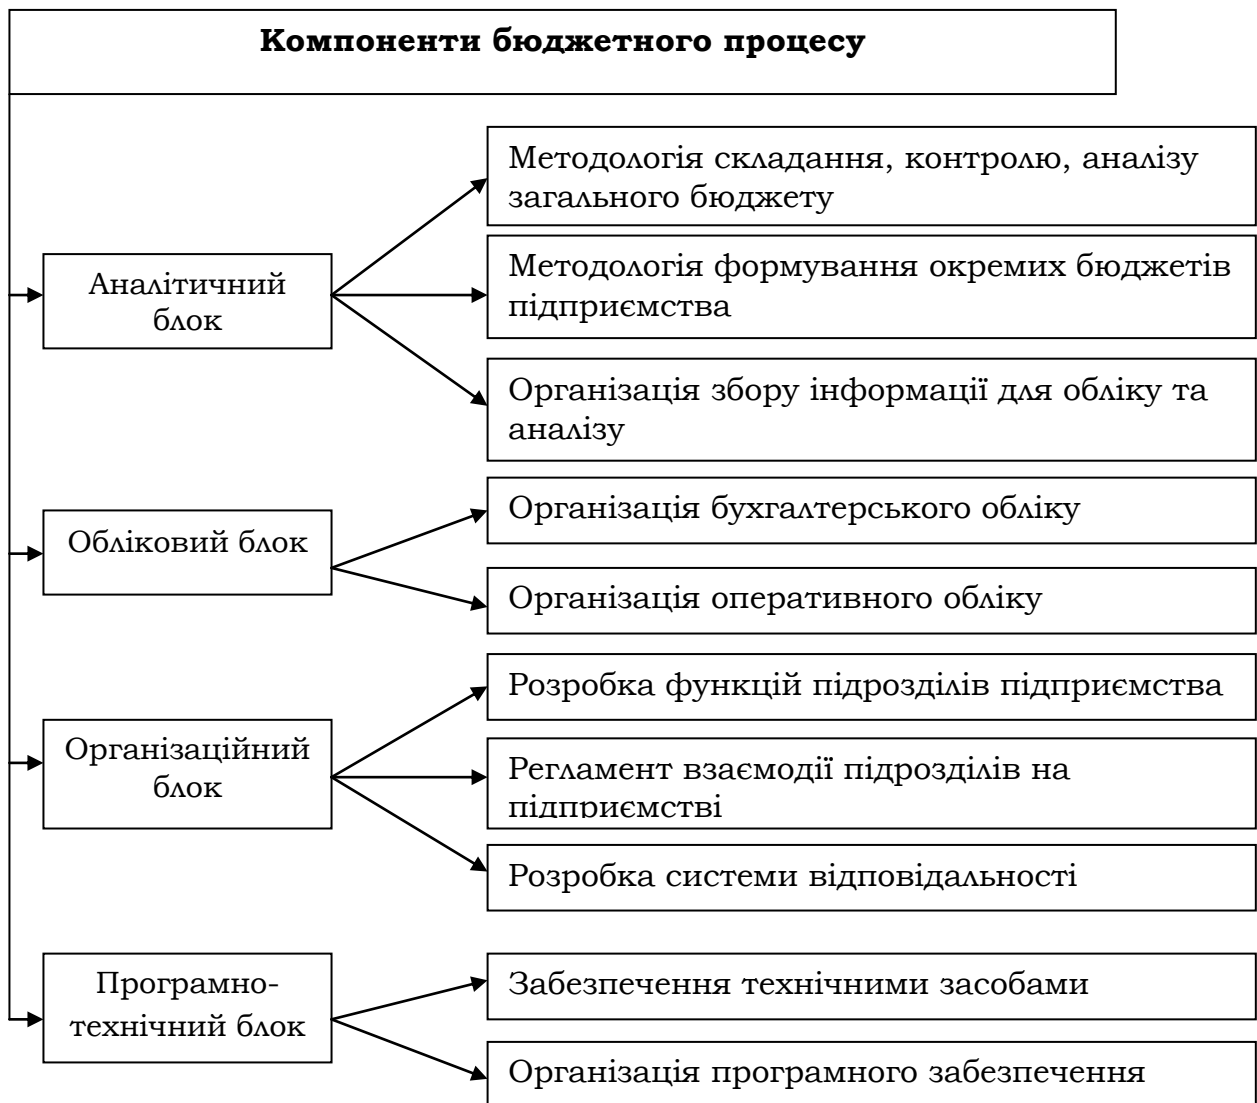 Компоненти бюджетного процесу
Методологія складання, контролю, аналізу
загального бюджету
Аналітичний
блок
Методологія формування окремих бюджетів
підприємства
Організація збору інформації для обліку та
аналізу
Обліковий блок
Організація бухгалтерського обліку
Організація оперативного обліку
Організаційний
блок
Розробка функцій підрозділів підприємства
Регламент взаємодії підрозділів на
підприємстві
Розробка системи відповідальності
Програмно-
технічний блок
Забезпечення технічними засобами
Організація програмного забезпечення